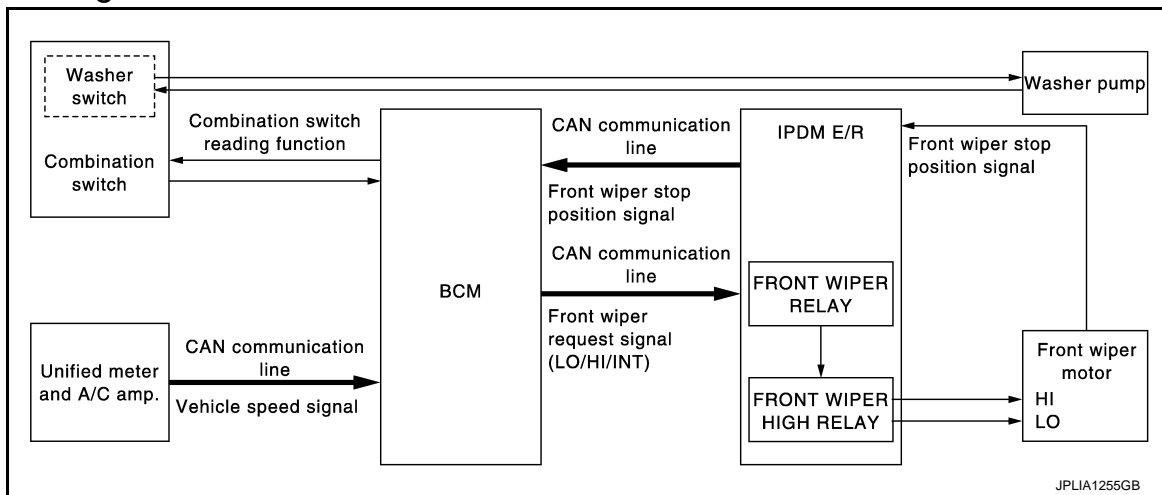 Washer
switch
Combination
switch
Combination switch
reading function
Unified meter
and A/C amp.
CAN communication
line
Vehicle speed signal
BCM
CAN communication
line
Front wiper stop
position signal
CAN communication
line
Front wiper
request signal
(LO/HI/INT)
IPDM E/R
FRONT WIPER
RELAY
FRONT WIPER
HIGH RELAY
Washer pump
Front wiper stop
position signal
Front wiper
motor
HI
LO
JPLIA1255GB